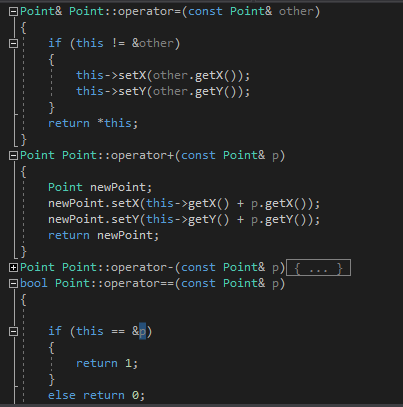 Point& Point::operator=(const Point& other)
{
if (this != &other)
{
this->setX(other.getX());
this->setY(other.getY());
}
return *this;
}
Point Point::operator+(const Point& p)
{
Point newPoint;
newPoint.setX(this->getX() + p.getX());
newPoint.setY(this->getY() + p.getY());
return newPoint;
}
Point Point::operator-(const Point& p){ ... }
bool Point::operator==(const Point& p)
{
if (this == &p)
{
return 1;
}
else return 0;